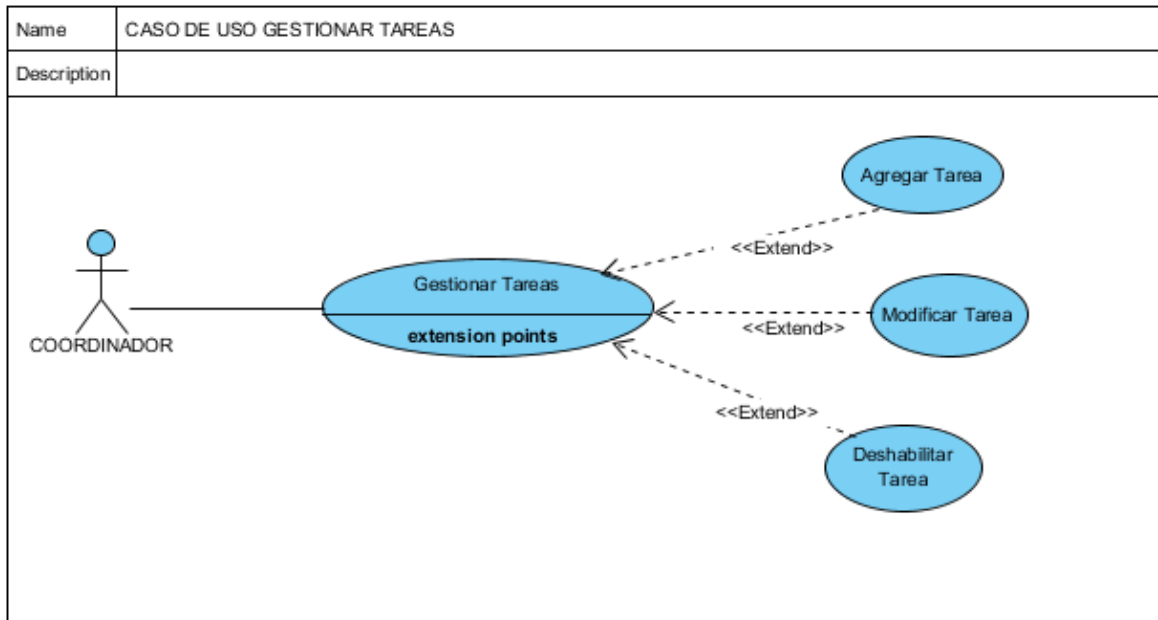 Name CASO DE USO GESTIONAR TAREAS
Description
Agregar Tarea
<<Extend>>
Gestionar Tareas
extension points
Modificar Tarea
<<Extend>>
COORDINADOR
<<Extend>>
Deshabilitar
Tarea